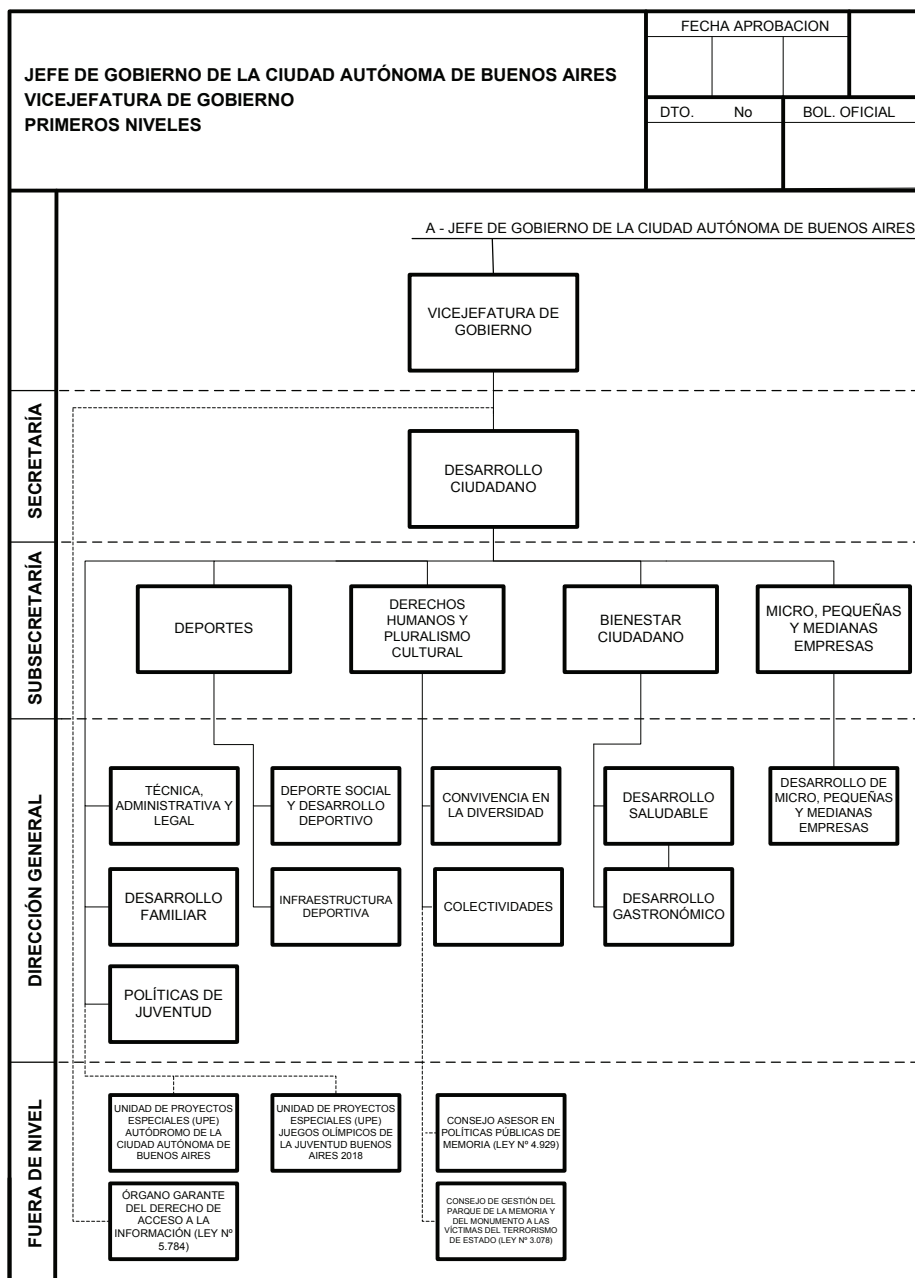 JEFE DE GOBIERNO DE LA CIUDAD AUTÓNOMA DE BUENOS AIRES
VICEJEFATURA DE GOBIERNO
PRIMEROS NIVELES
FECHA APROBACION
DTO. No
BOL. OFICIAL
A - JEFE DE GOBIERNO DE LA CIUDAD AUTÓNOMA DE BUENOS AIRES
VICEJEFATURA DE
GOBIERNO
SECRETARÍA
DESARROLLO
CIUDADANO
SUBSECRETARÍA
DEPORTES
DERECHOS
HUMANOS Y
PLURALISMO
CULTURAL
BIENESTAR
CIUDADANO
MICRO, PEQUEÑAS
Y MEDIANAS
EMPRESAS
DIRECCIÓN GENERAL
TÉCNICA,
ADMINISTRATIVA Y
LEGAL
DEPORTE SOCIAL
Y DESARROLLO
DEPORTIVO
CONVIVENCIA EN
LA DIVERSIDAD
DESARROLLO
SALUDABLE
DESARROLLO DE
MICRO, PEQUEÑAS
Y MEDIANAS
EMPRESAS
DESARROLLO
FAMILIAR
INFRAESTRUCTURA
DEPORTIVA
COLECTIVIDADES
DESARROLLO
GASTRONÓMICO
POLÍTICAS DE
JUVENTUD
FUERA DE NIVEL
UNIDAD DE PROYECTOS
ESPECIALES (UPE)
AUTÓDROMO DE LA
CIUDAD AUTÓNOMA DE
BUENOS AIRES
UNIDAD DE PROYECTOS
ESPECIALES (UPE)
JUEGOS OLÍMPICOS DE
LA JUVENTUD BUENOS
AIRES 2018
CONSEJO ASESOR EN
POLÍTICAS PÚBLICAS DE
MEMORIA (LEY Nº 4.929)
ÓRGANO GARANTE
DEL DERECHO DE
ACCESO A LA
INFORMACIÓN (LEY Nº
5.784)
CONSEJO DE GESTIÓN DEL
PARQUE DE LA MEMORIA Y
DEL MONUMENTO A LAS
VÍCTIMAS DEL TERRORISMO
DE ESTADO (LEY Nº 3.078)